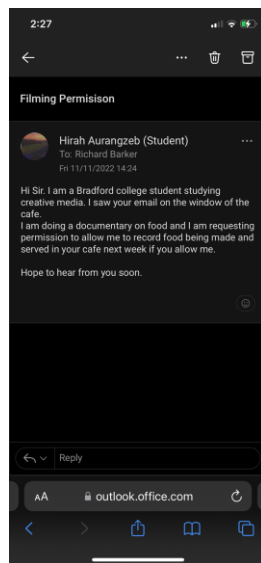 2:27
Filming Permisison
Hirah Aurangzeb (Student)
To: Richard Barker
Fri 11/11/2022 14:24
Hi Sir. I am a Bradford college student studying
creative media. I saw your email on the window of the
cafe.
I am doing a documentary on food and I am requesting
permission to allow me to record food being made and
served in your cafe next week if you allow me.
Hope to hear from you soon.
Reply
AA outlook.office.com